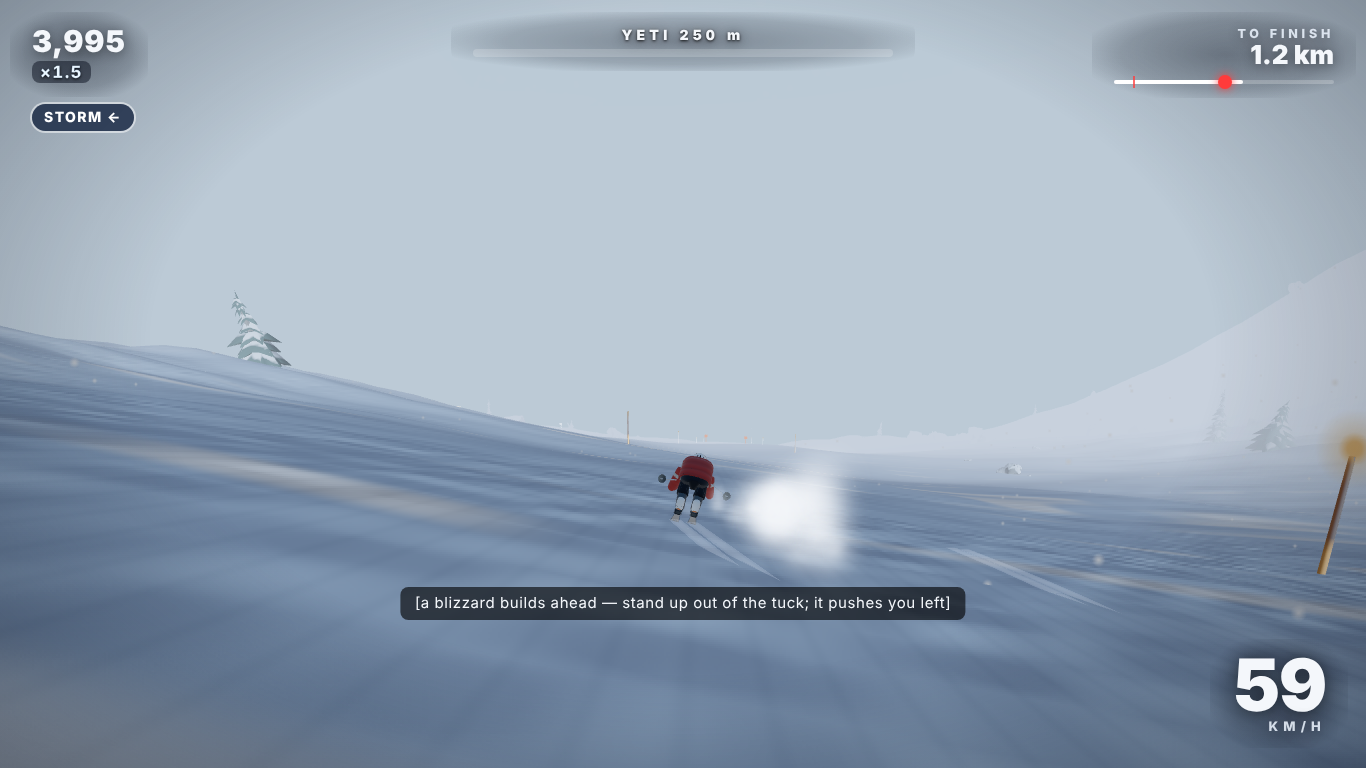 3,995
×1.5
STORM ←
YETI 250 m
TO FINISH
1.2 km
[a blizzard builds ahead — stand up out of the tuck; it pushes you left]
59
KM/H